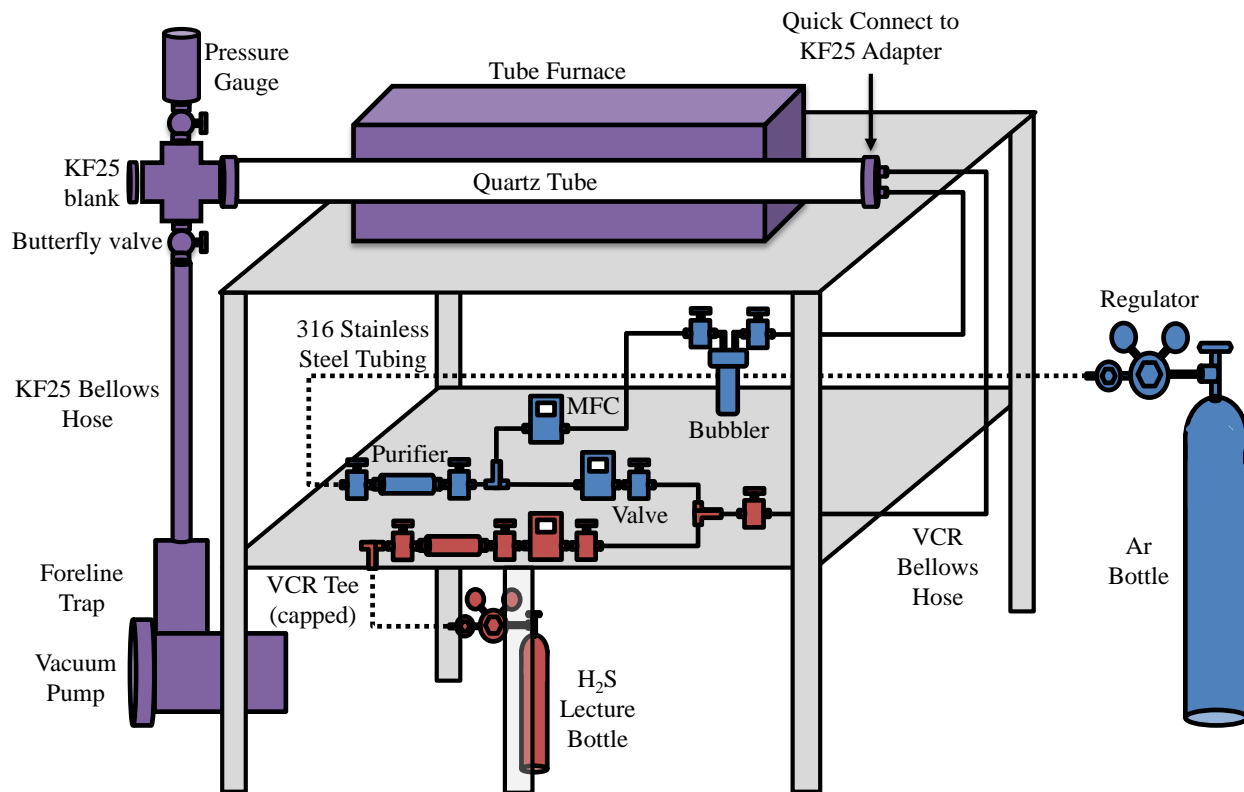 Quick Connect to
KF25 Adapter
Pressure
Gauge
Tube Furnace
KF25
blank
Quartz Tube
Butterfly valve
Regulator
316 Stainless
Steel Tubing
KF25 Bellows
Hose
MFC
Bubbler
Purifier
Valve
VCR
Bellows
Hose
Ar
Bottle
Foreline
Trap
VCR Tee
(capped)
Vacuum
Pump
H₂S
Lecture
Bottle